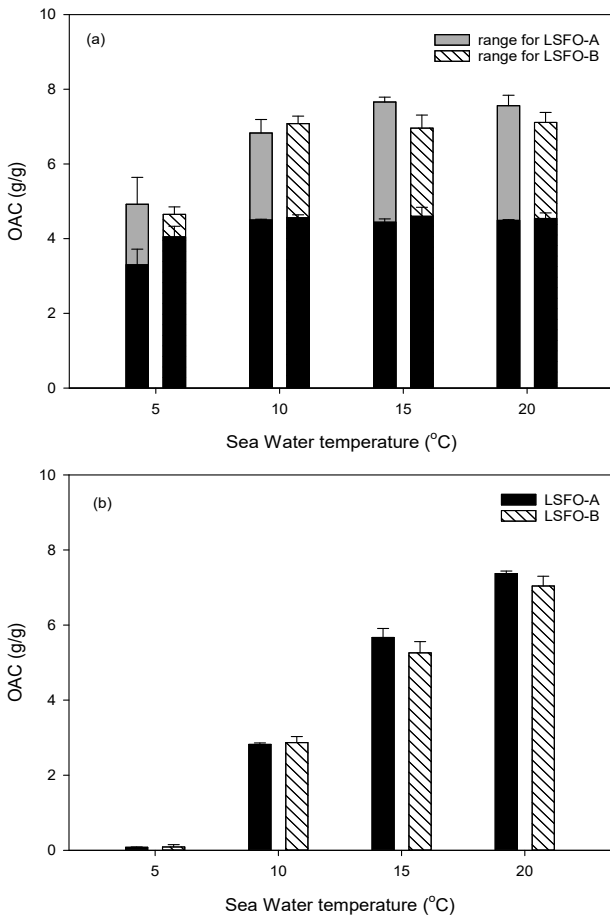 (a)
range for LSFO-A
range for LSFO-B
10
8
6
4
2
0
OAC (g/g)
5 10 15 20
Sea Water temperature (°C)
(b)
LSFO-A
LSFO-B
10
8
6
4
2
0
OAC (g/g)
5 10 15 20
Sea Water temperature (°C)